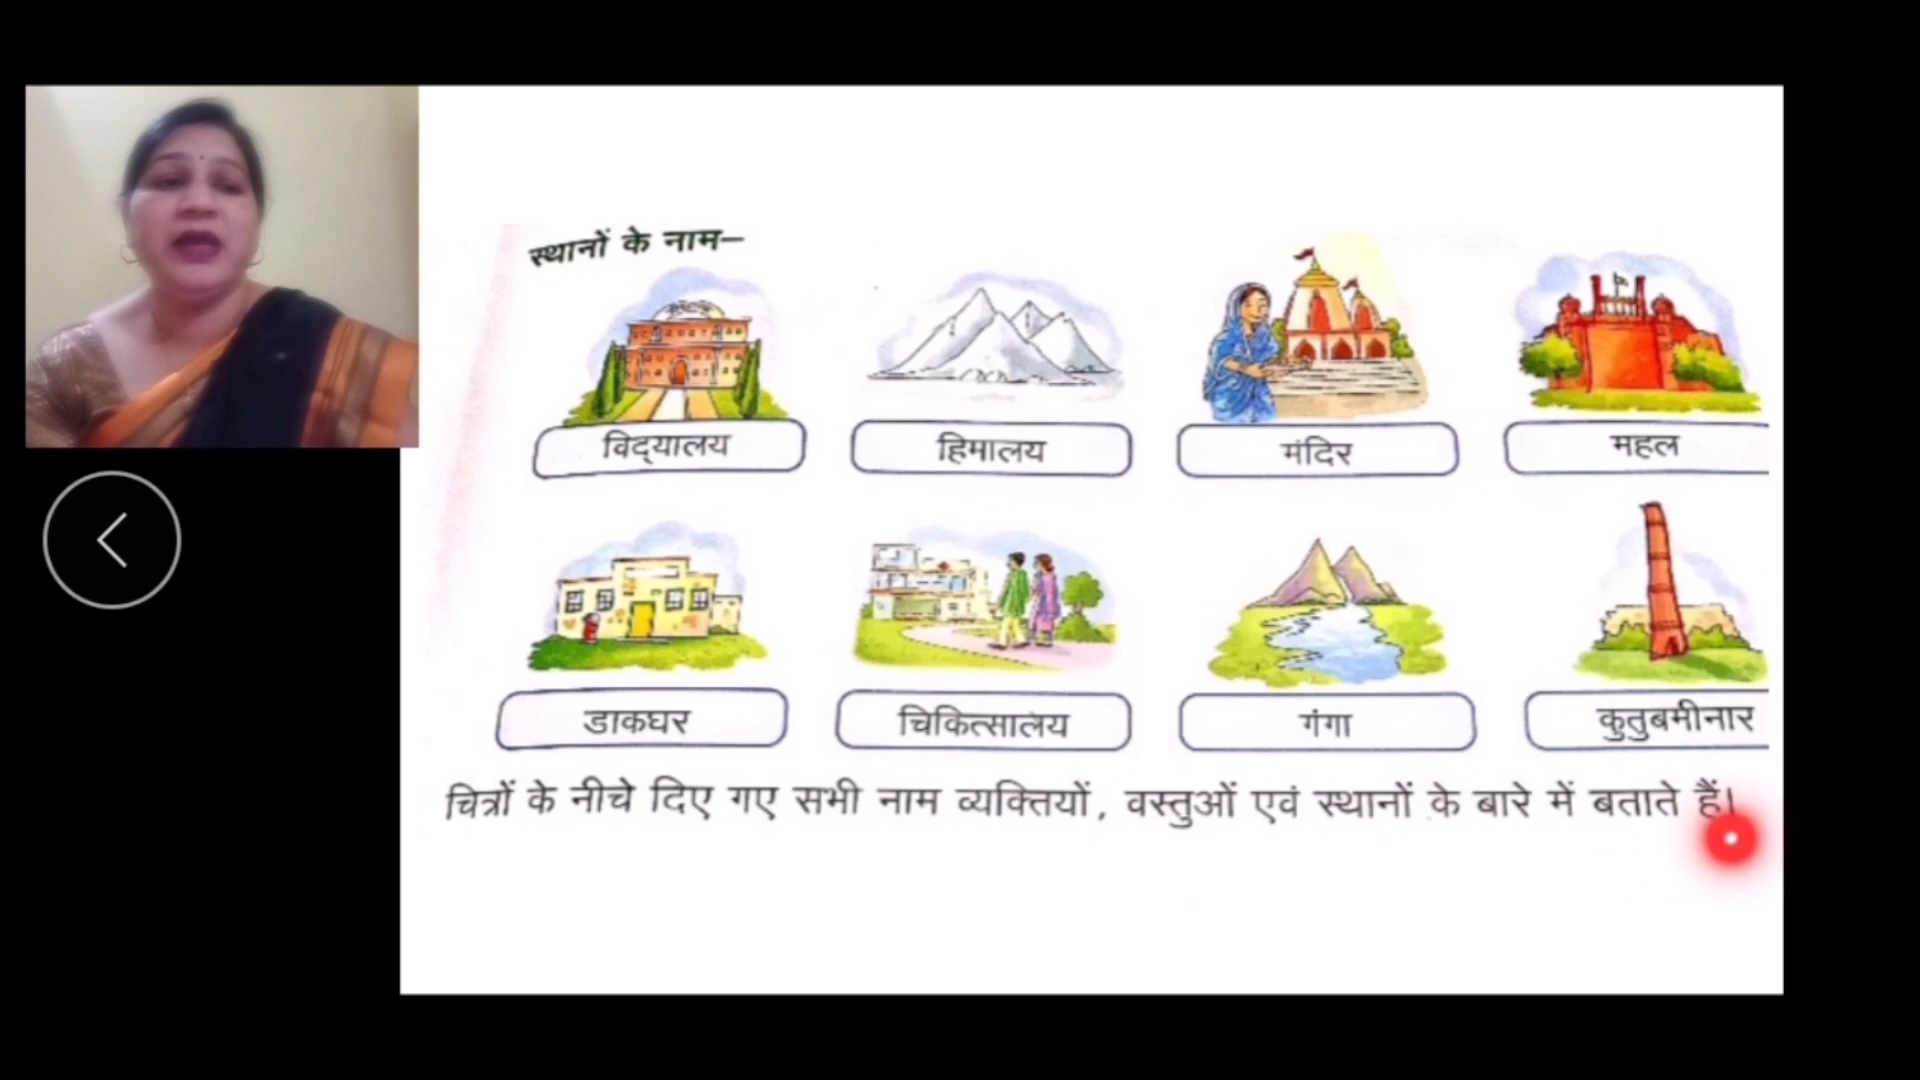 स्थानों के नाम–
विद्यालय हिमालय मंदिर महल
डाकघर चिकित्सालय गंगा कुतुबमीनार
चित्रों के नीचे दिए गए सभी नाम व्यक्तियों, वस्तुओं एवं स्थानों के बारे में बताते हैं।